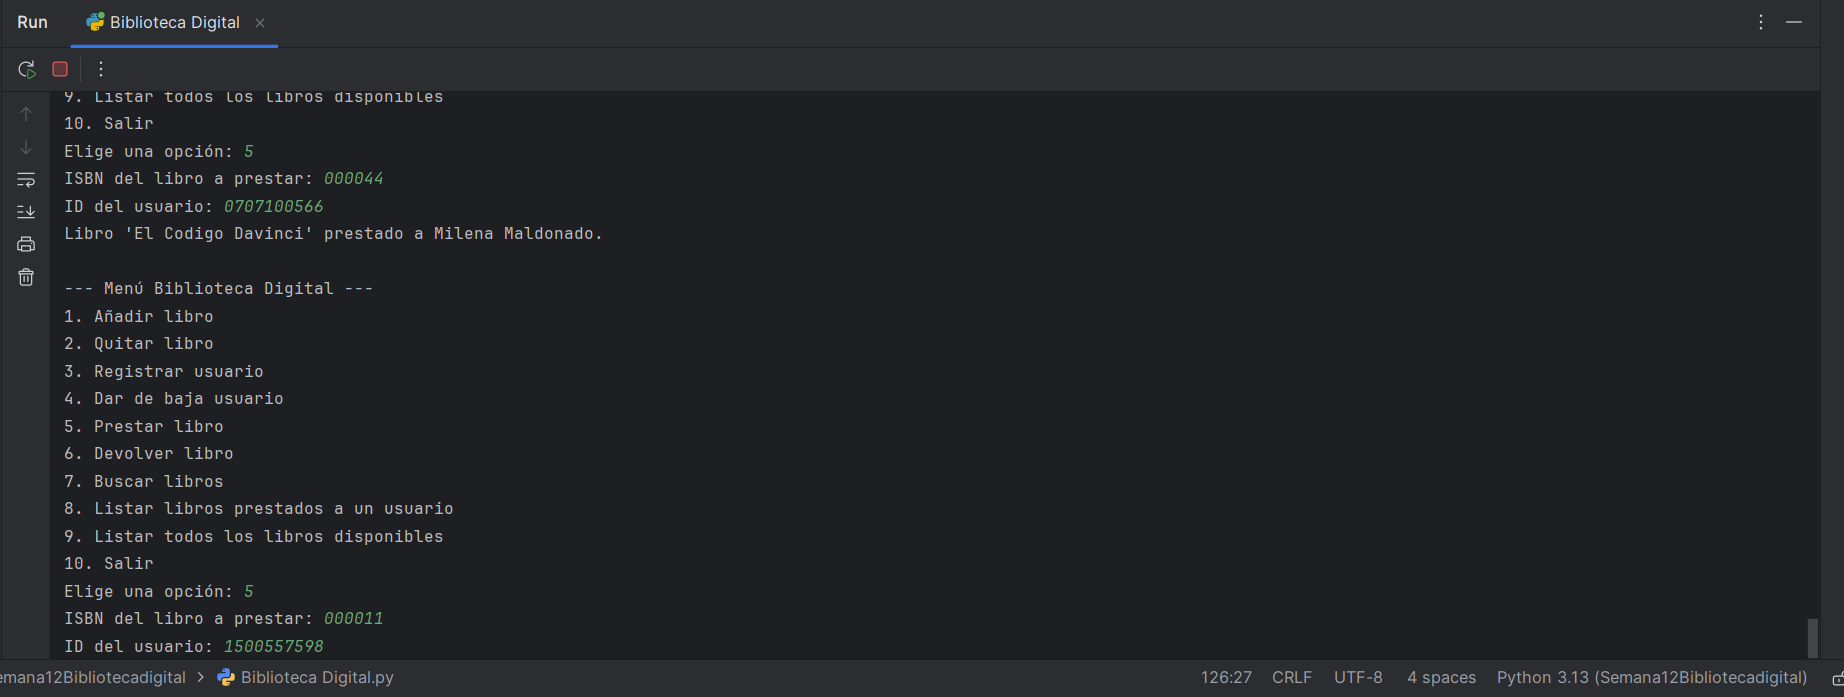 Run
Biblioteca Digital
9. Listar todos los libros disponibles
10. Salir
Elige una opción: 5
ISBN del libro a prestar: 000044
ID del usuario: 0707100566
Libro 'El Codigo Davinci' prestado a Milena Maldonado.
--- Menú Biblioteca Digital ---
1. Añadir libro
2. Quitar libro
3. Registrar usuario
4. Dar de baja usuario
5. Prestar libro
6. Devolver libro
7. Buscar libros
8. Listar libros prestados a un usuario
9. Listar todos los libros disponibles
10. Salir
Elige una opción: 5
ISBN del libro a prestar: 000011
ID del usuario: 1500557598
emana12Bibliotecadigital > Biblioteca Digital.py 126:27 CRLF UTF-8 4 spaces Python 3.13 (Semana12Bibliotecadigital)